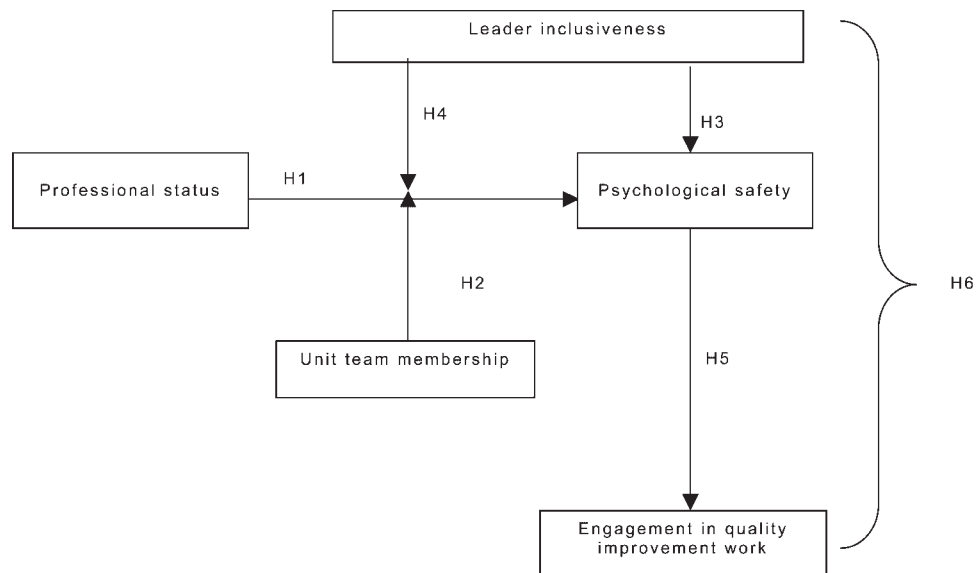 Leader inclusiveness
H4
H3
Professional status
H1
Psychological safety
H2
H6
Unit team membership
H5
Engagement in quality
improvement work